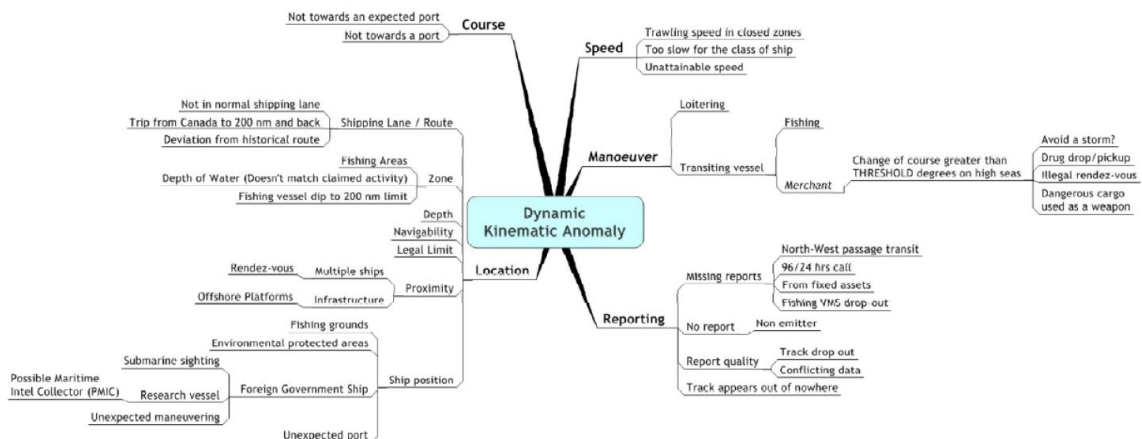 Not towards an expected port
Not towards a port
Course
Speed
Trawling speed in closed zones
Too slow for the class of ship
Unattainable speed
Not in normal shipping lane
Trip from Canada to 200 nm and back
Deviation from historical route
Shipping Lane / Route
Fishing Areas
Depth of Water (Doesn't match claimed activity)
Fishing vessel dip to 200 nm limit
Zone
Depth
Navigability
Legal Limit
Rendez-vous
Multiple ships
Offshore Platforms
Infrastructure
Proximity
Location
Fishing grounds
Environmental protected areas
Submarine sighting
Possible Maritime
Intel Collector (PMIC)
Research vessel
Unexpected maneuvering
Foreign Government Ship
Unexpected port
Ship position
Dynamic
Kinematic Anomaly
Manoeuver
Loitering
Transiting vessel
Fishing
Merchant
Change of course greater than
THRESHOLD degrees on high seas
Avoid a storm?
Drug drop/pickup
Illegal rendez-vous
Dangerous cargo
used as a weapon
Reporting
Missing reports
North-West passage transit
96/24 hrs call
From fixed assets
Fishing VMS drop-out
No report
Non emitter
Report quality
Track drop out
Conflicting data
Track appears out of nowhere